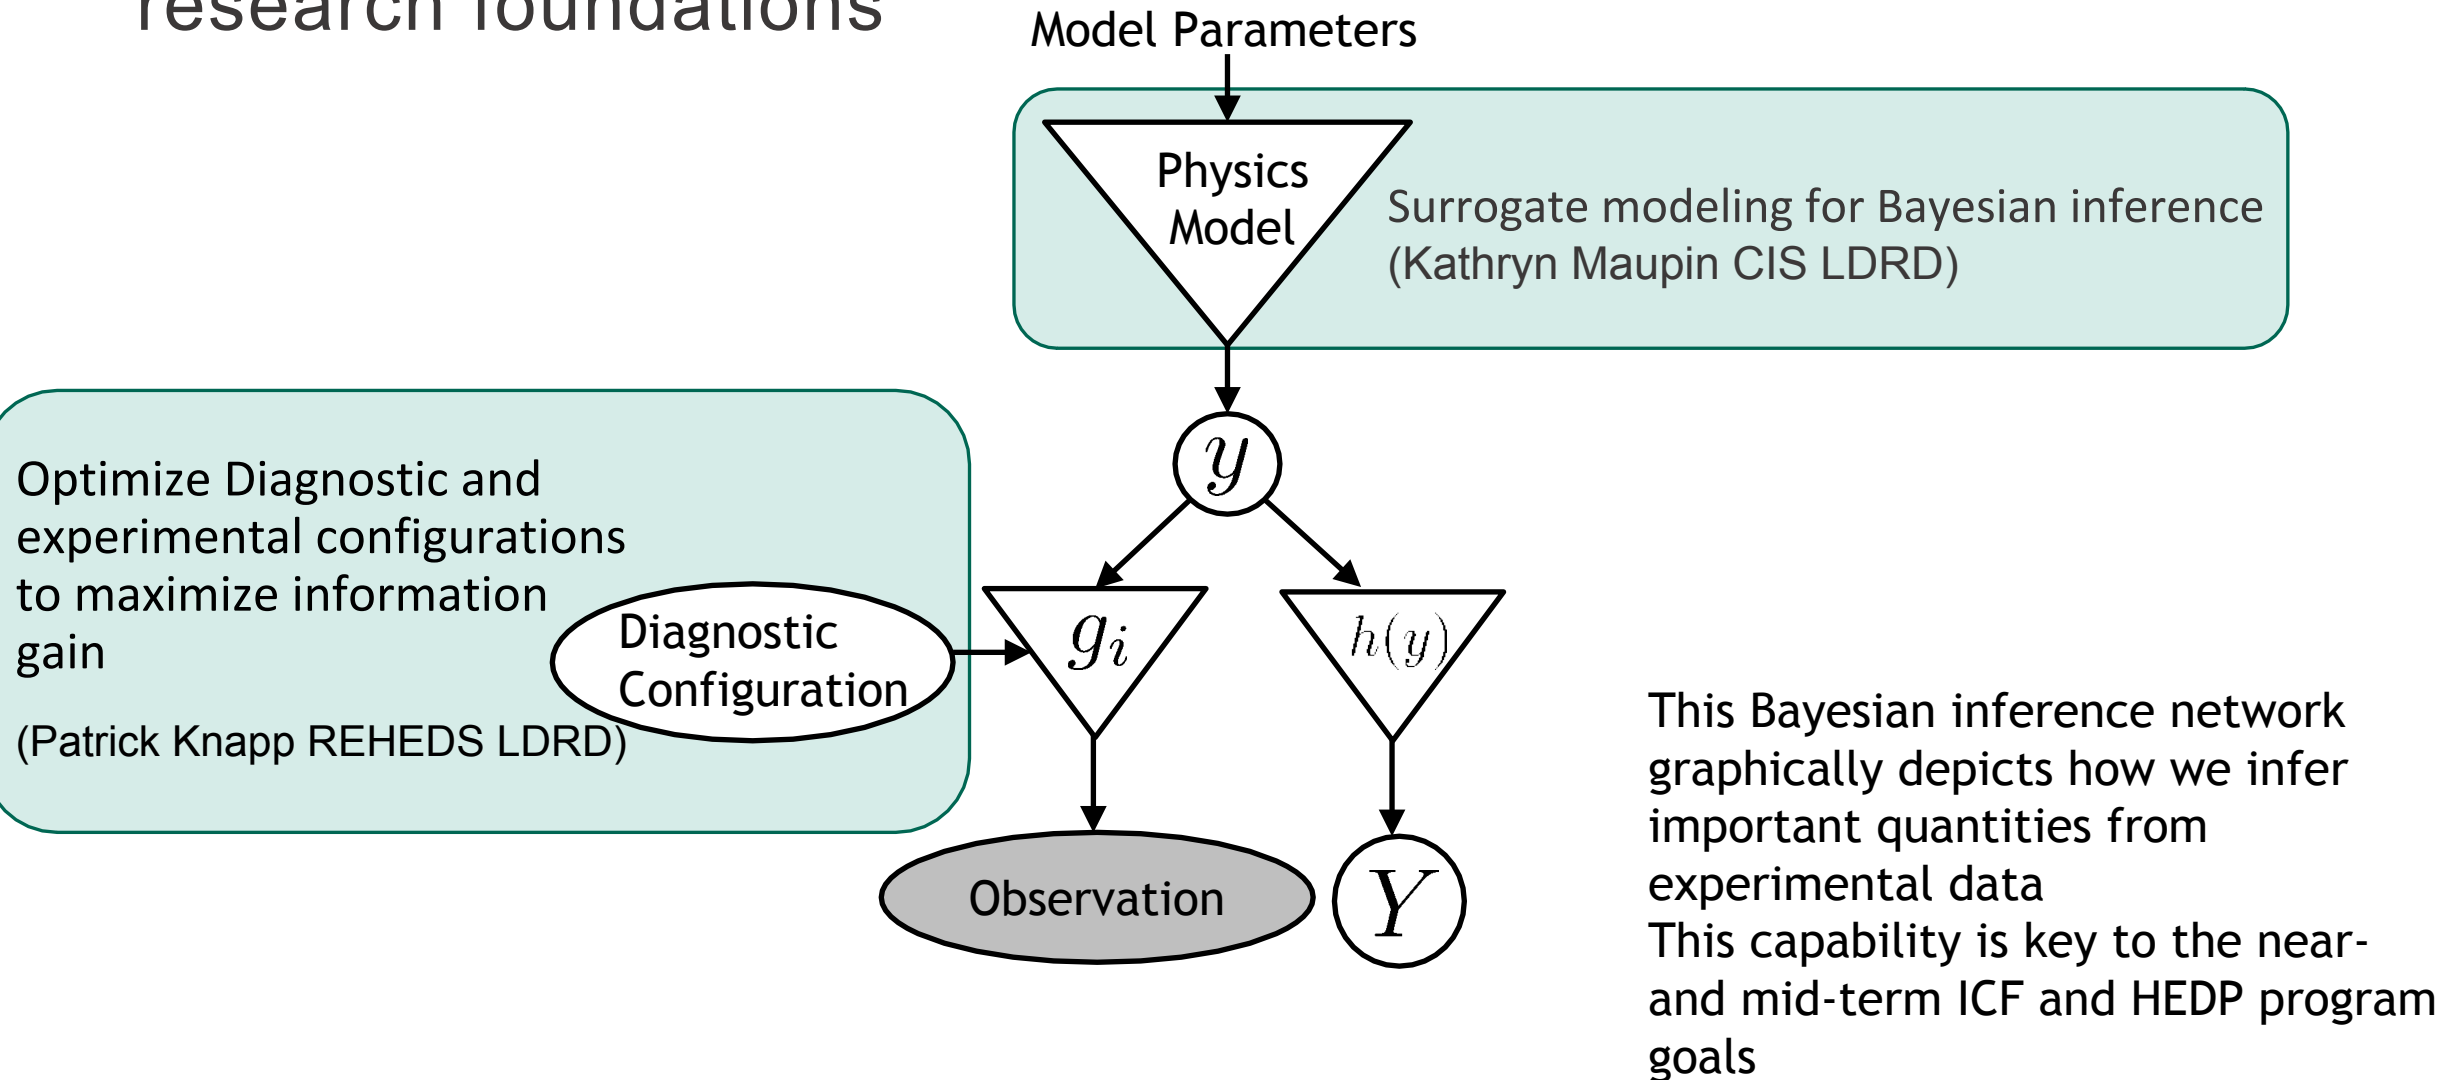 research foundations
Model Parameters
Physics
Model
Surrogate modeling for Bayesian inference
(Kathryn Maupin CIS LDRD)
y
Optimize Diagnostic and
experimental configurations
to maximize information
gain
(Patrick Knapp REHEDS LDRD)
Diagnostic
Configuration
g_i
h(y)
Observation
Y
This Bayesian inference network
graphically depicts how we infer
important quantities from
experimental data
This capability is key to the near-
and mid-term ICF and HEDP program
goals